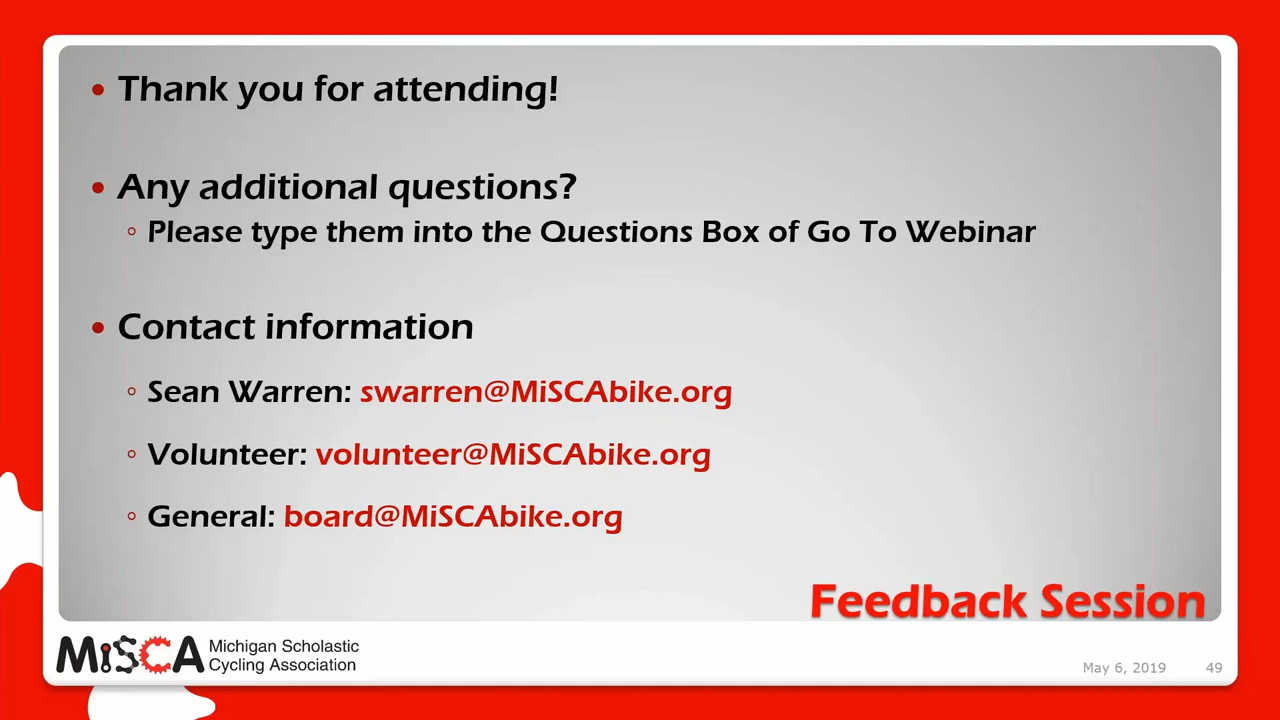 Thank you for attending!
Any additional questions?
Please type them into the Questions Box of Go To Webinar
Contact information
Sean Warren: swarren@MiSCAbike.org
Volunteer: volunteer@MiSCAbike.org
General: board@MiSCAbike.org
Feedback Session
MiSCA Michigan Scholastic
Cycling Association
May 6, 2019 49